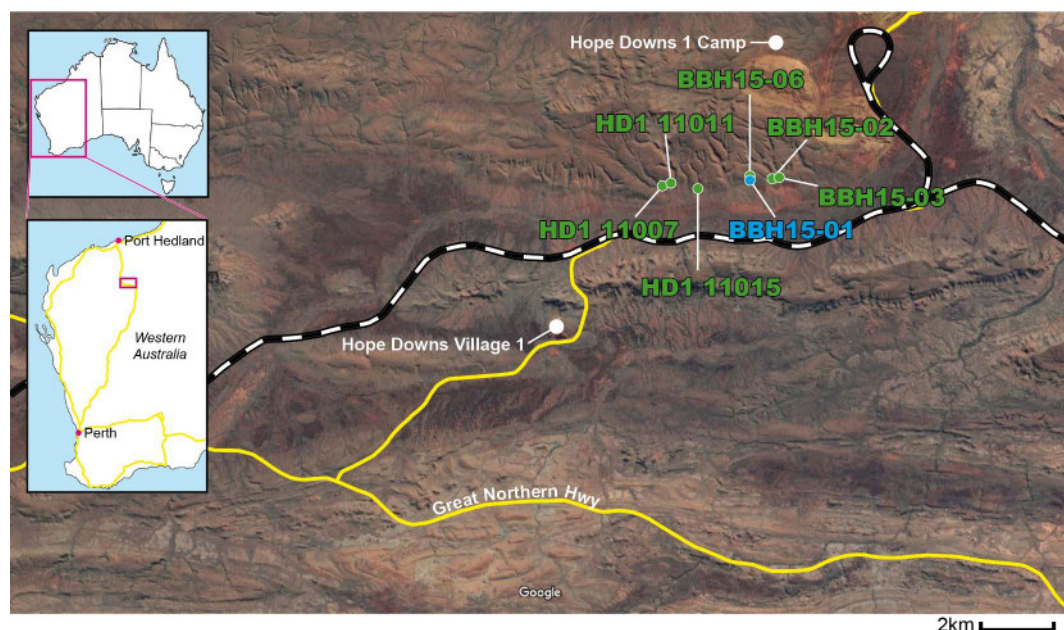 Hope Downs 1 Camp
BBH15-06
HD1 11011
BBH15-02
BBH15-03
HD1 11007
BBH15-01
HD1 11015
Port Hedland
Western
Australia
Hope Downs Village 1
Perth
Great Northern Hwy
Google
2km